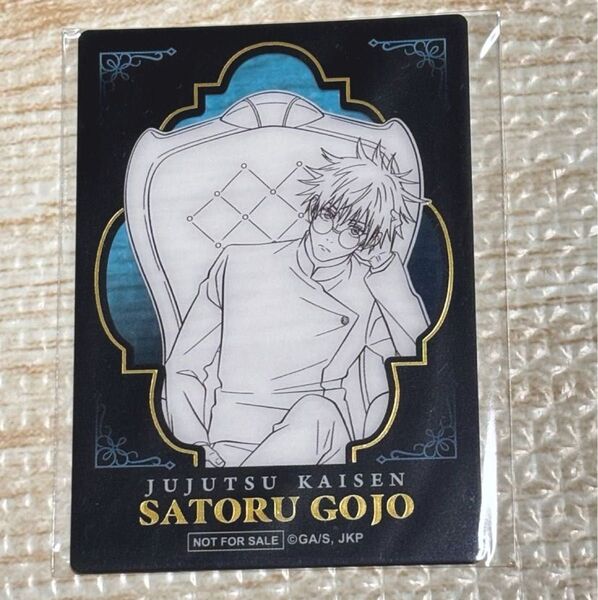 JUJUTSU KAISEN
SATORU GOJO
NOT FOR SALE ©GA/S, JKP